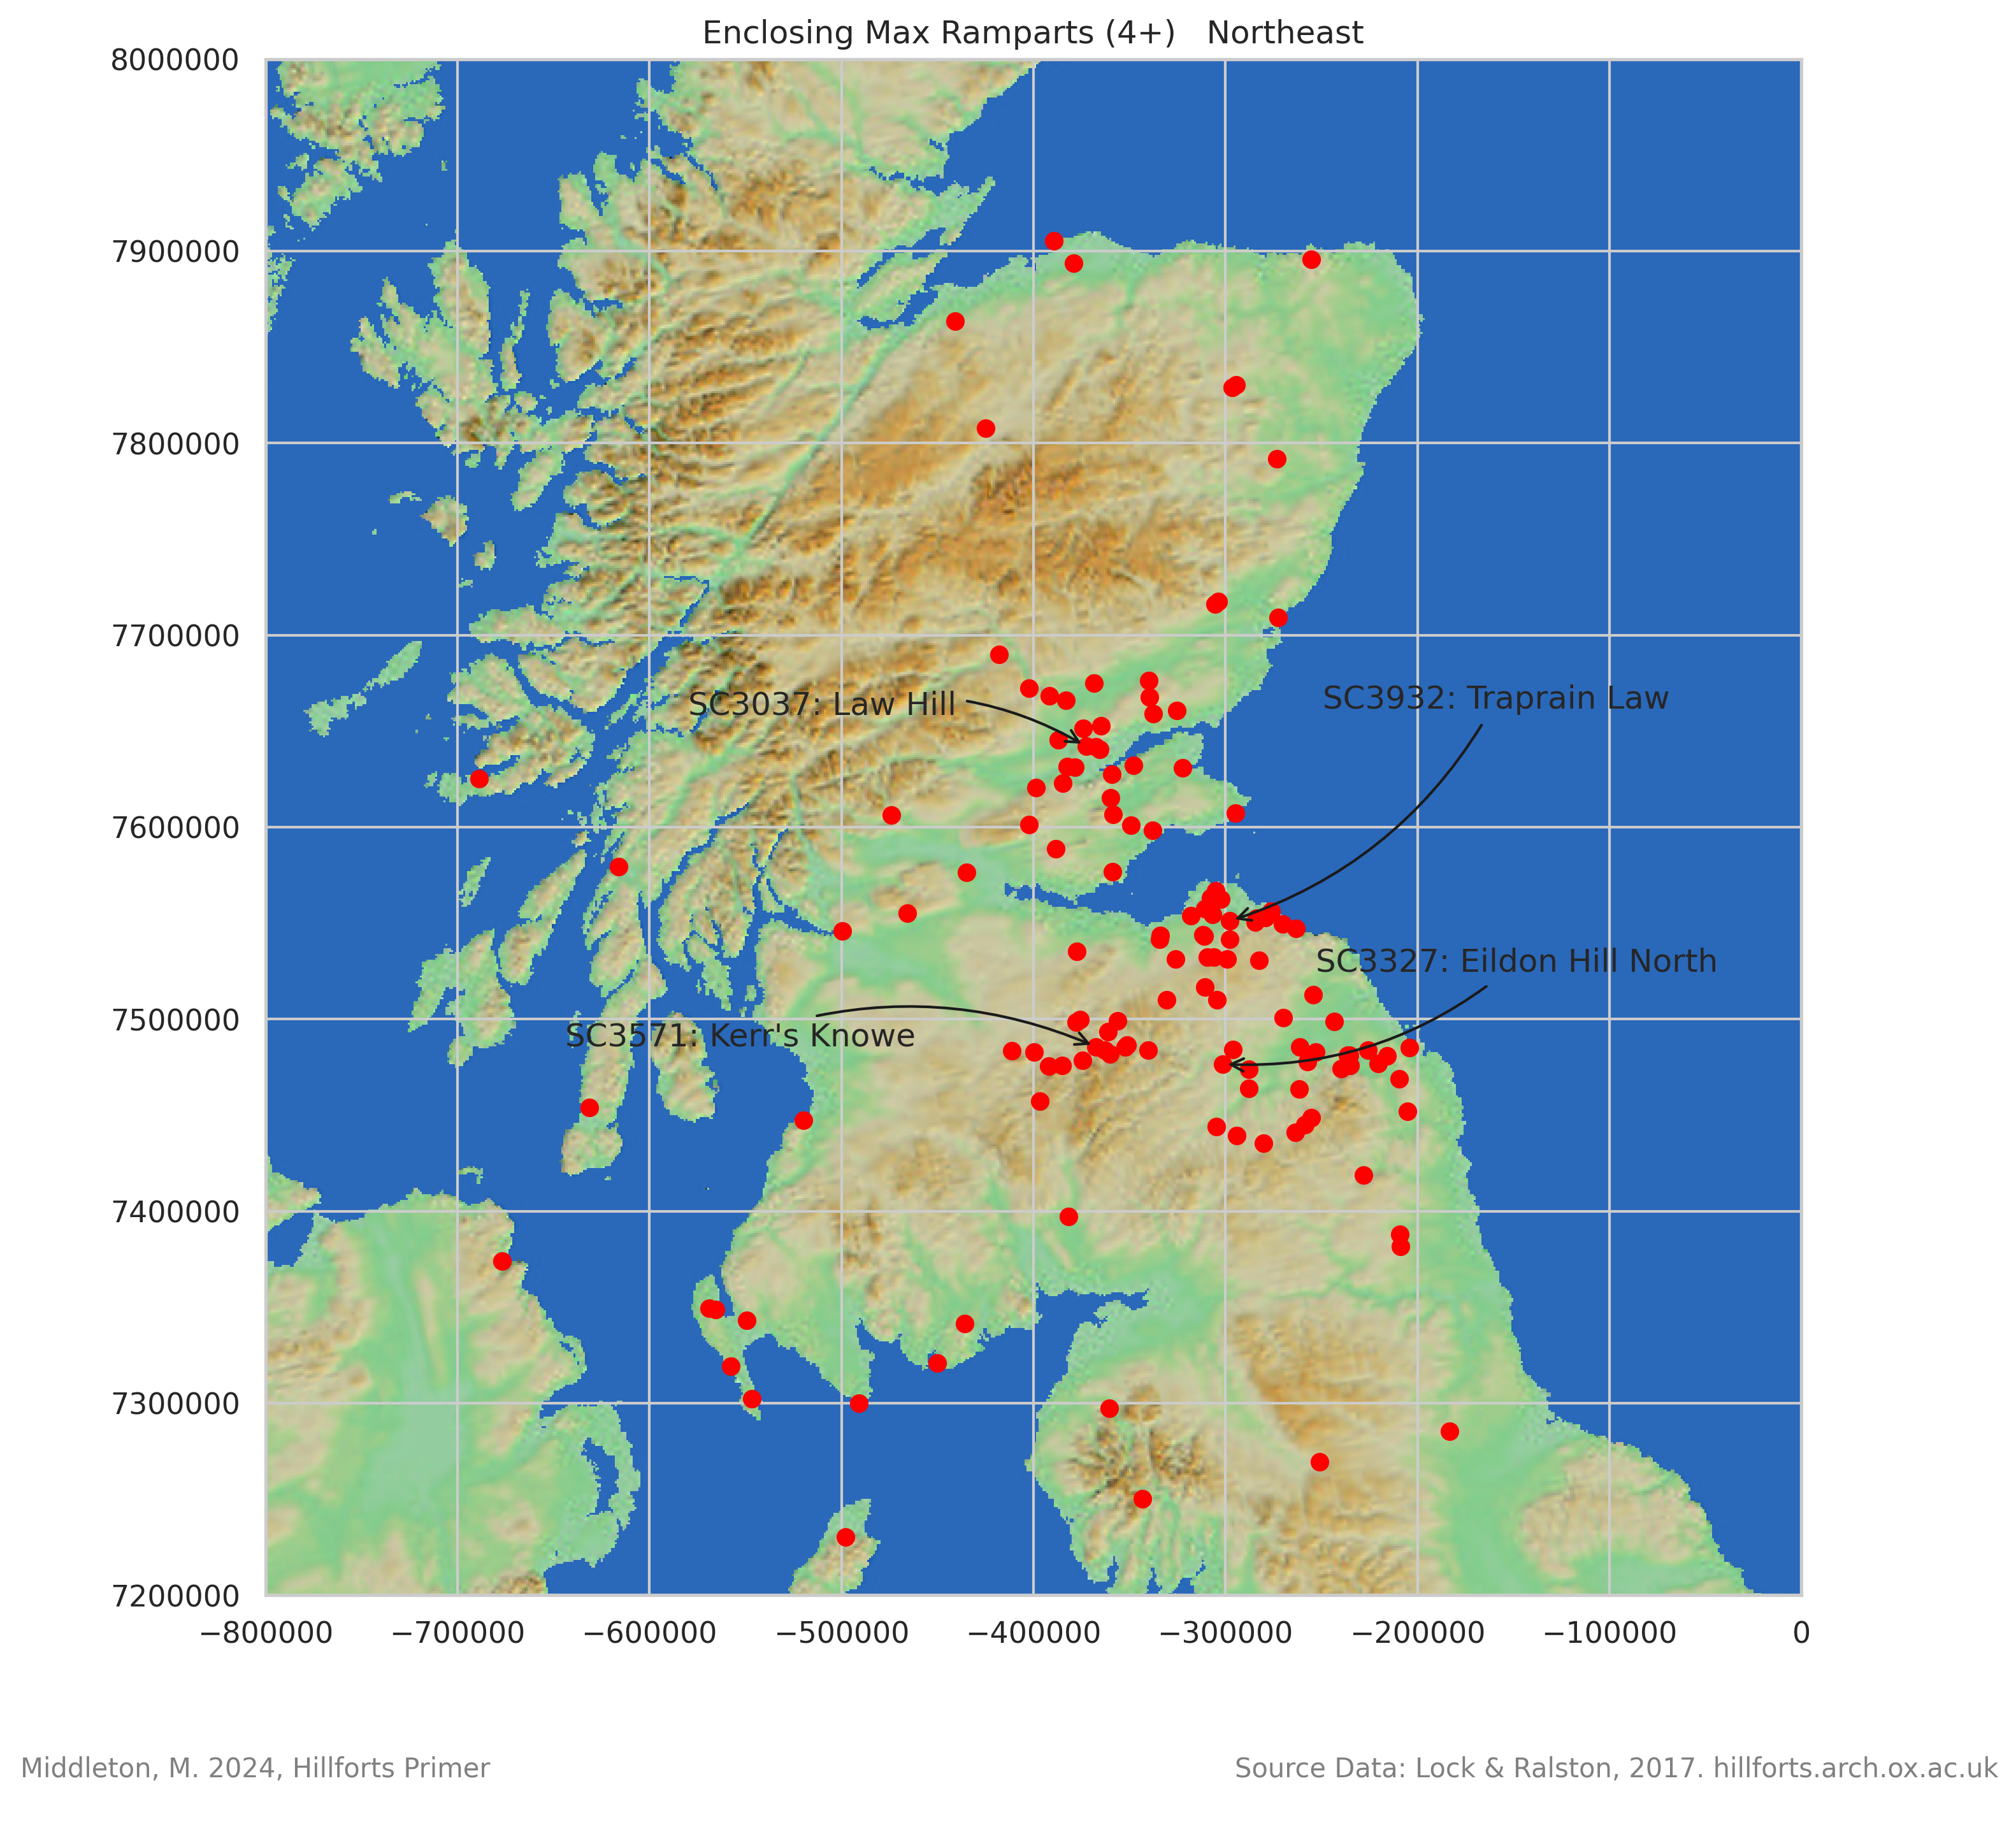 Enclosing Max Ramparts (4+)   Northeast
8000000
7900000
7800000
7700000
SC3037: Law Hill
SC3932: Traprain Law
7600000
SC3327: Eildon Hill North
7500000
SC3571: Kerr's Knowe
7400000
7300000
7200000
−800000 −700000 −600000 −500000 −400000 −300000 −200000 −100000 0
Middleton, M. 2024, Hillforts Primer
Source Data: Lock & Ralston, 2017. hillforts.arch.ox.ac.uk